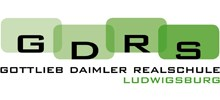 GDRS
GOTTLIEB DAIMLER REALSCHULE
LUDWIGSBURG